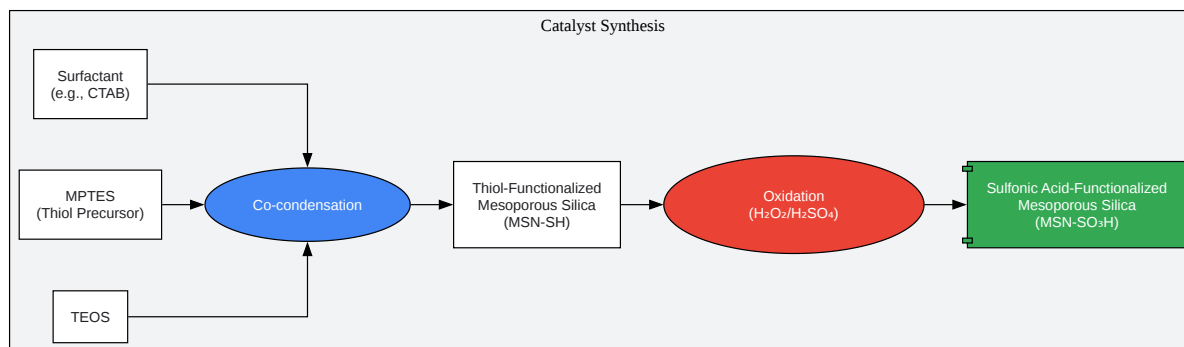 Catalyst Synthesis
Surfactant
(e.g., CTAB)
MPTES
(Thiol Precursor)
TEOS
Co-condensation
Thiol-Functionalized
Mesoporous Silica
(MSN-SH)
Oxidation
(H₂O₂/H₂SO₄)
Sulfonic Acid-Functionalized
Mesoporous Silica
(MSN-SO₃H)